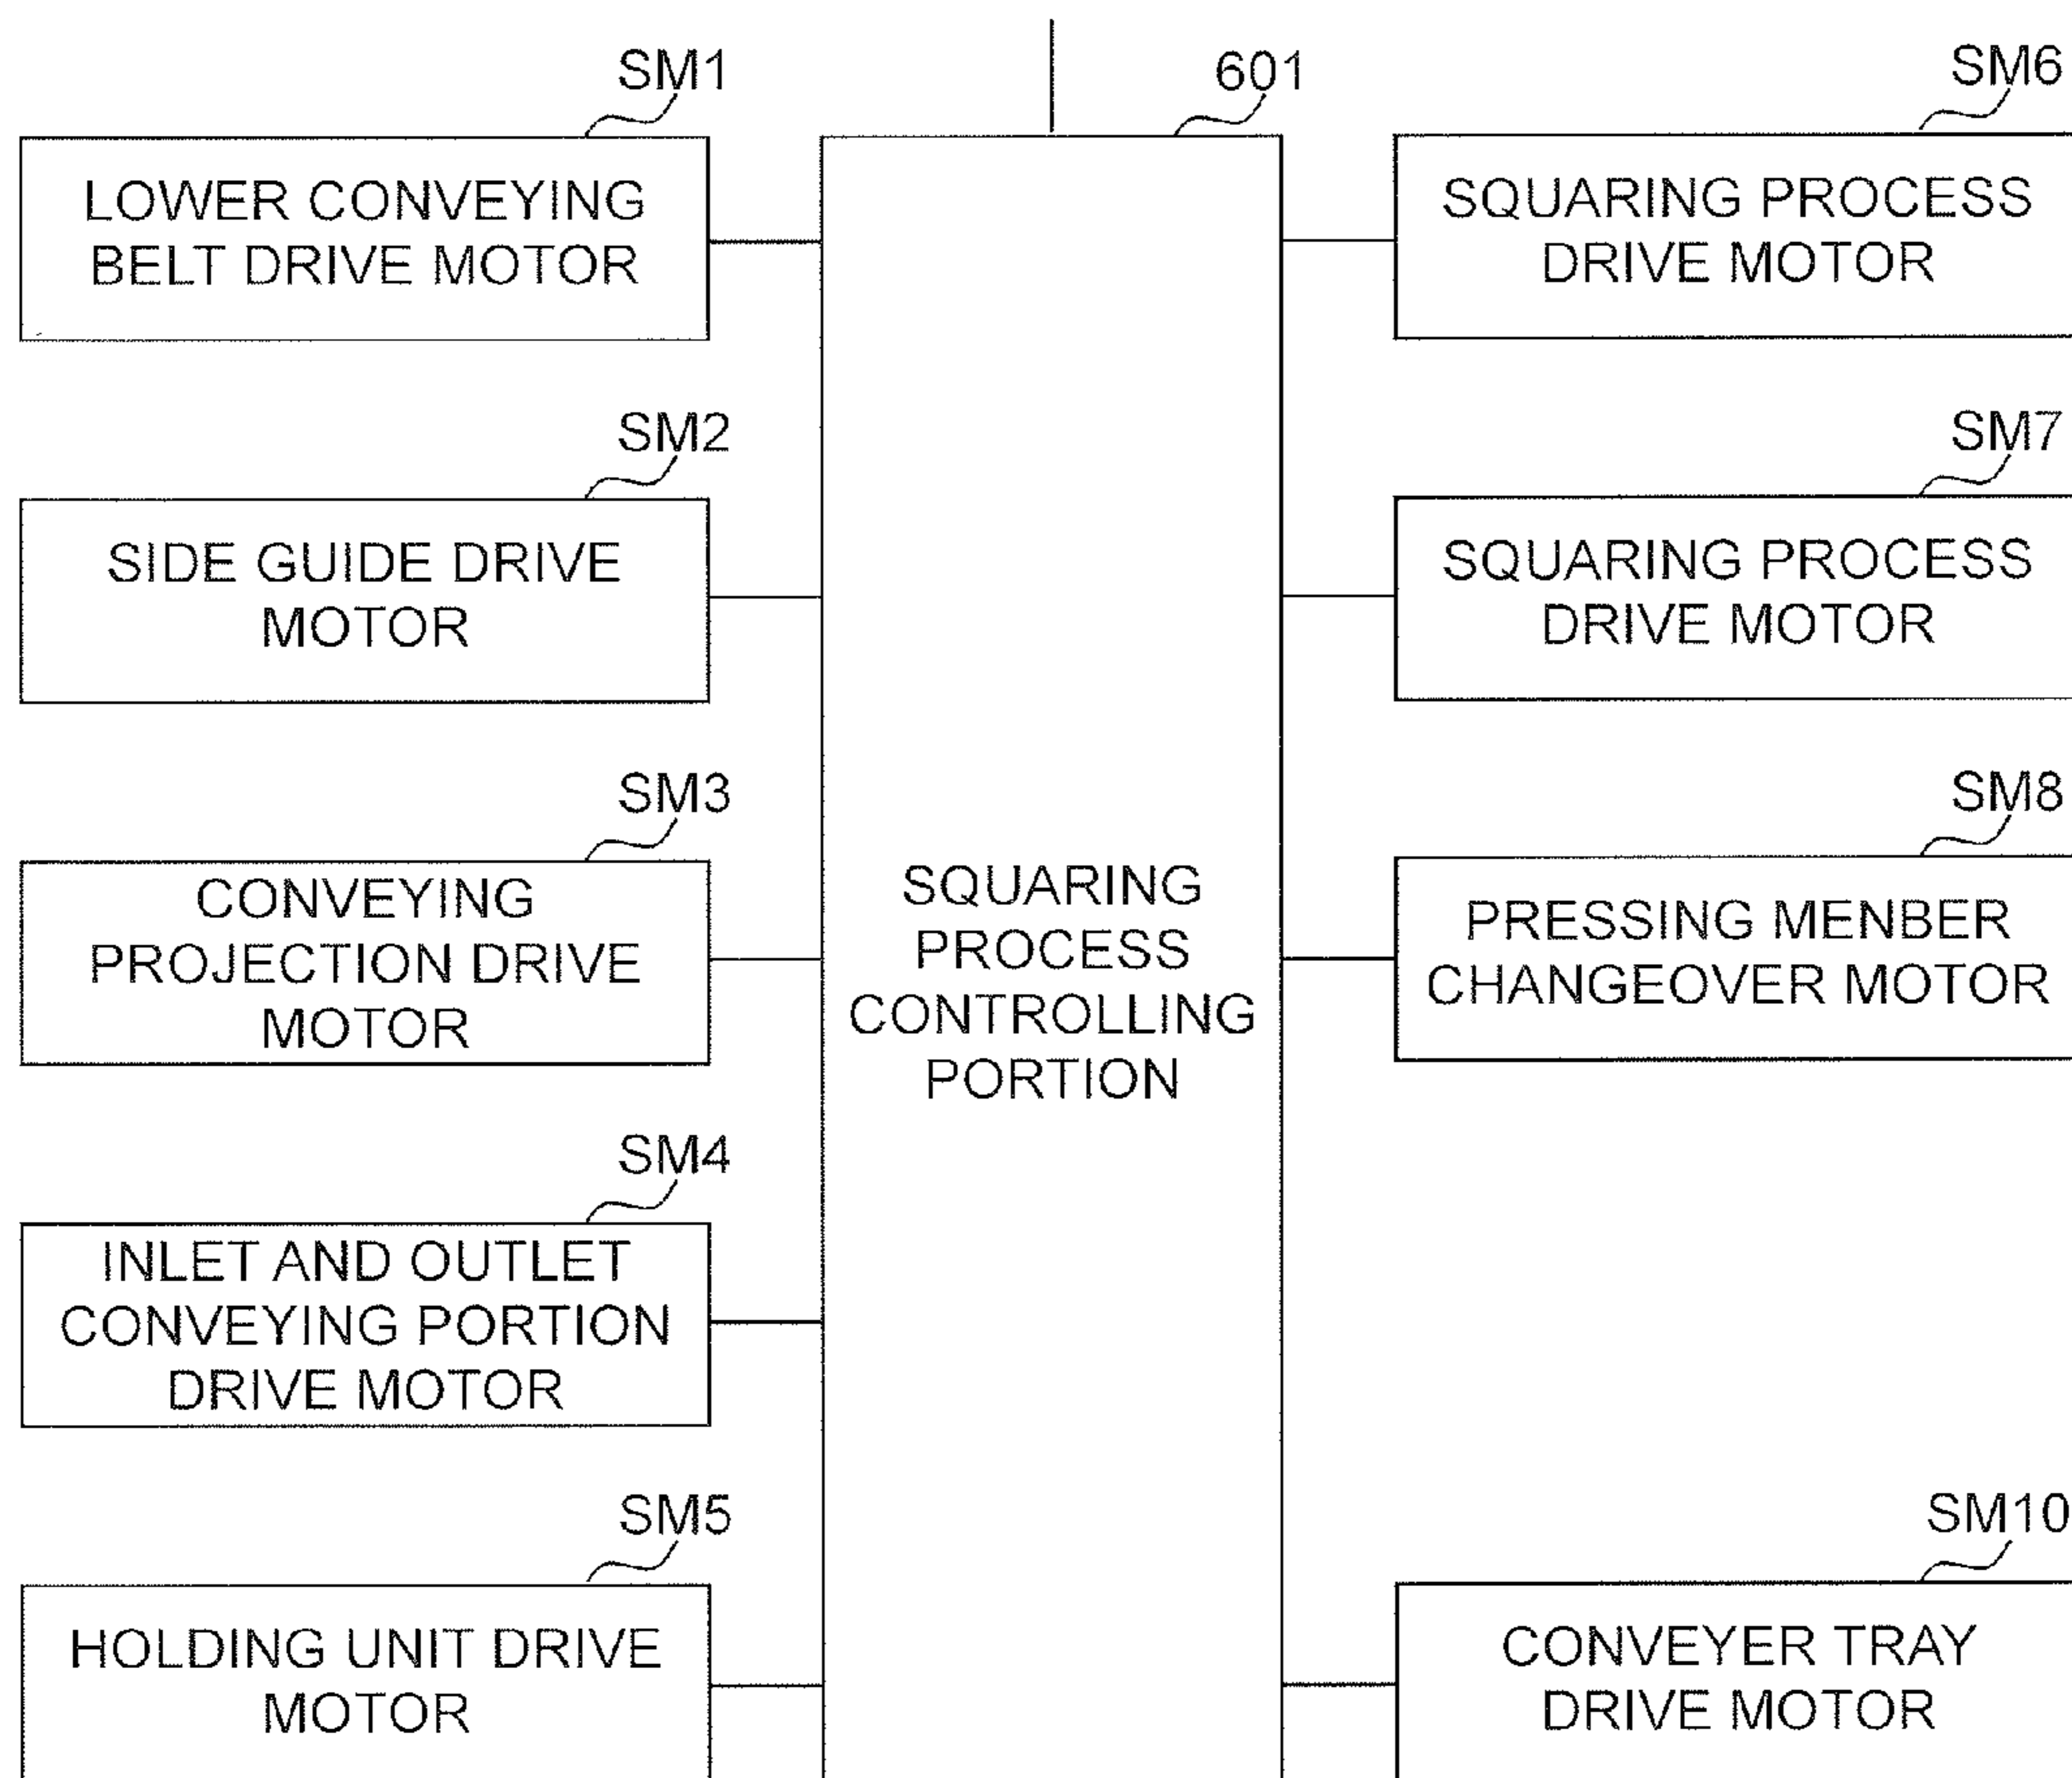 SM1
LOWER CONVEYING
BELT DRIVE MOTOR
SM2
SIDE GUIDE DRIVE
MOTOR
SM3
CONVEYING
PROJECTION DRIVE
MOTOR
SM4
INLET AND OUTLET
CONVEYING PORTION
DRIVE MOTOR
SM5
HOLDING UNIT DRIVE
MOTOR
601
SQUARING
PROCESS
CONTROLLING
PORTION
SM6
SQUARING PROCESS
DRIVE MOTOR
SM7
SQUARING PROCESS
DRIVE MOTOR
SM8
PRESSING MENBER
CHANGEOVER MOTOR
SM10
CONVEYER TRAY
DRIVE MOTOR